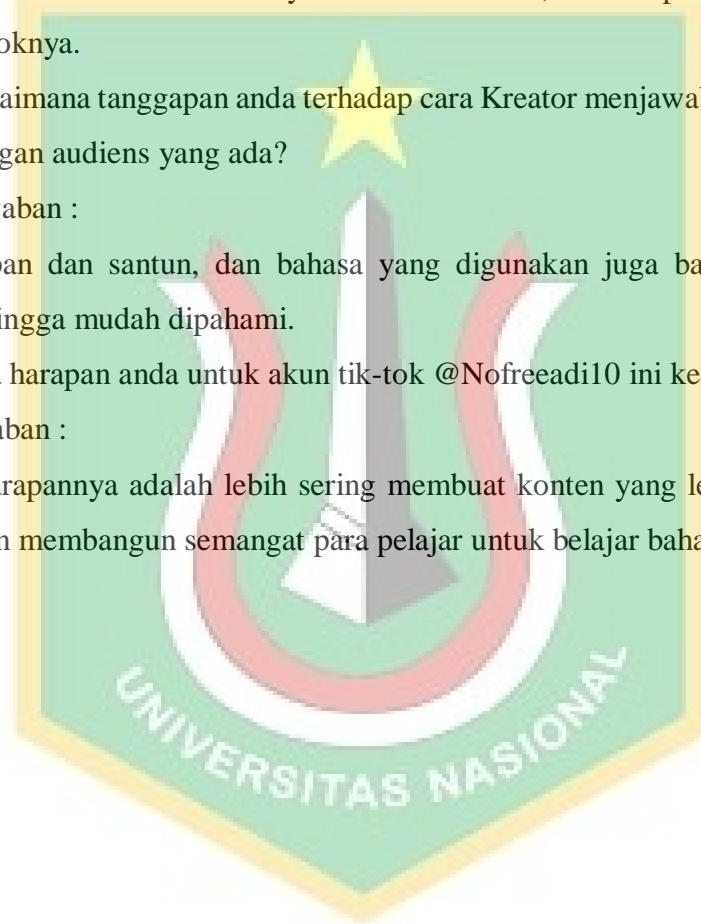 oknya.
aimana tanggapan anda terhadap cara Kreator menjawa
gan audiens yang ada?
aban :
pan dan santun, dan bahasa yang digunakan juga ba
ingga mudah dipahami.
harapan anda untuk akun tik-tok @Nofreeadi10 ini ke
aban :
arapannya adalah lebih sering membuat konten yang le
n membangun semangat para pelajar untuk belajar baha
UNIVERSITAS NASIONAL